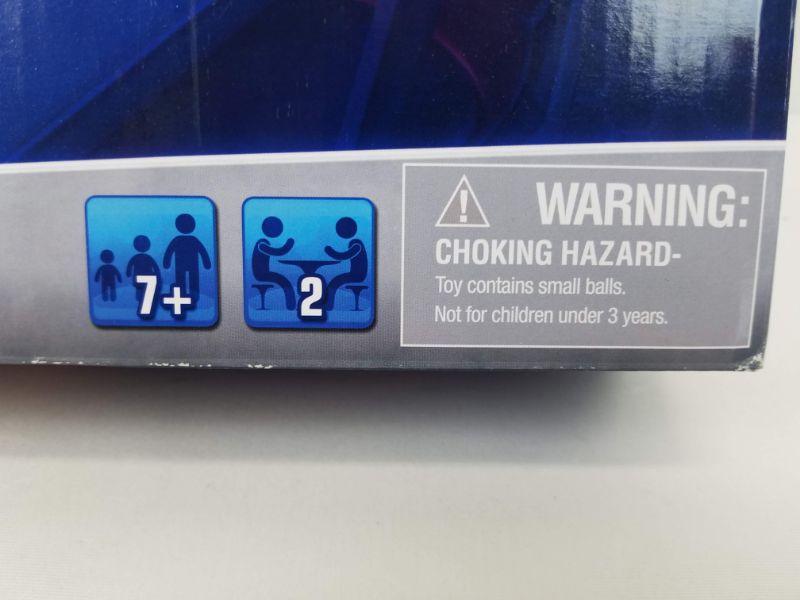 7+
2
WARNING:
CHOKING HAZARD-
Toy contains small balls.
Not for children under 3 years.